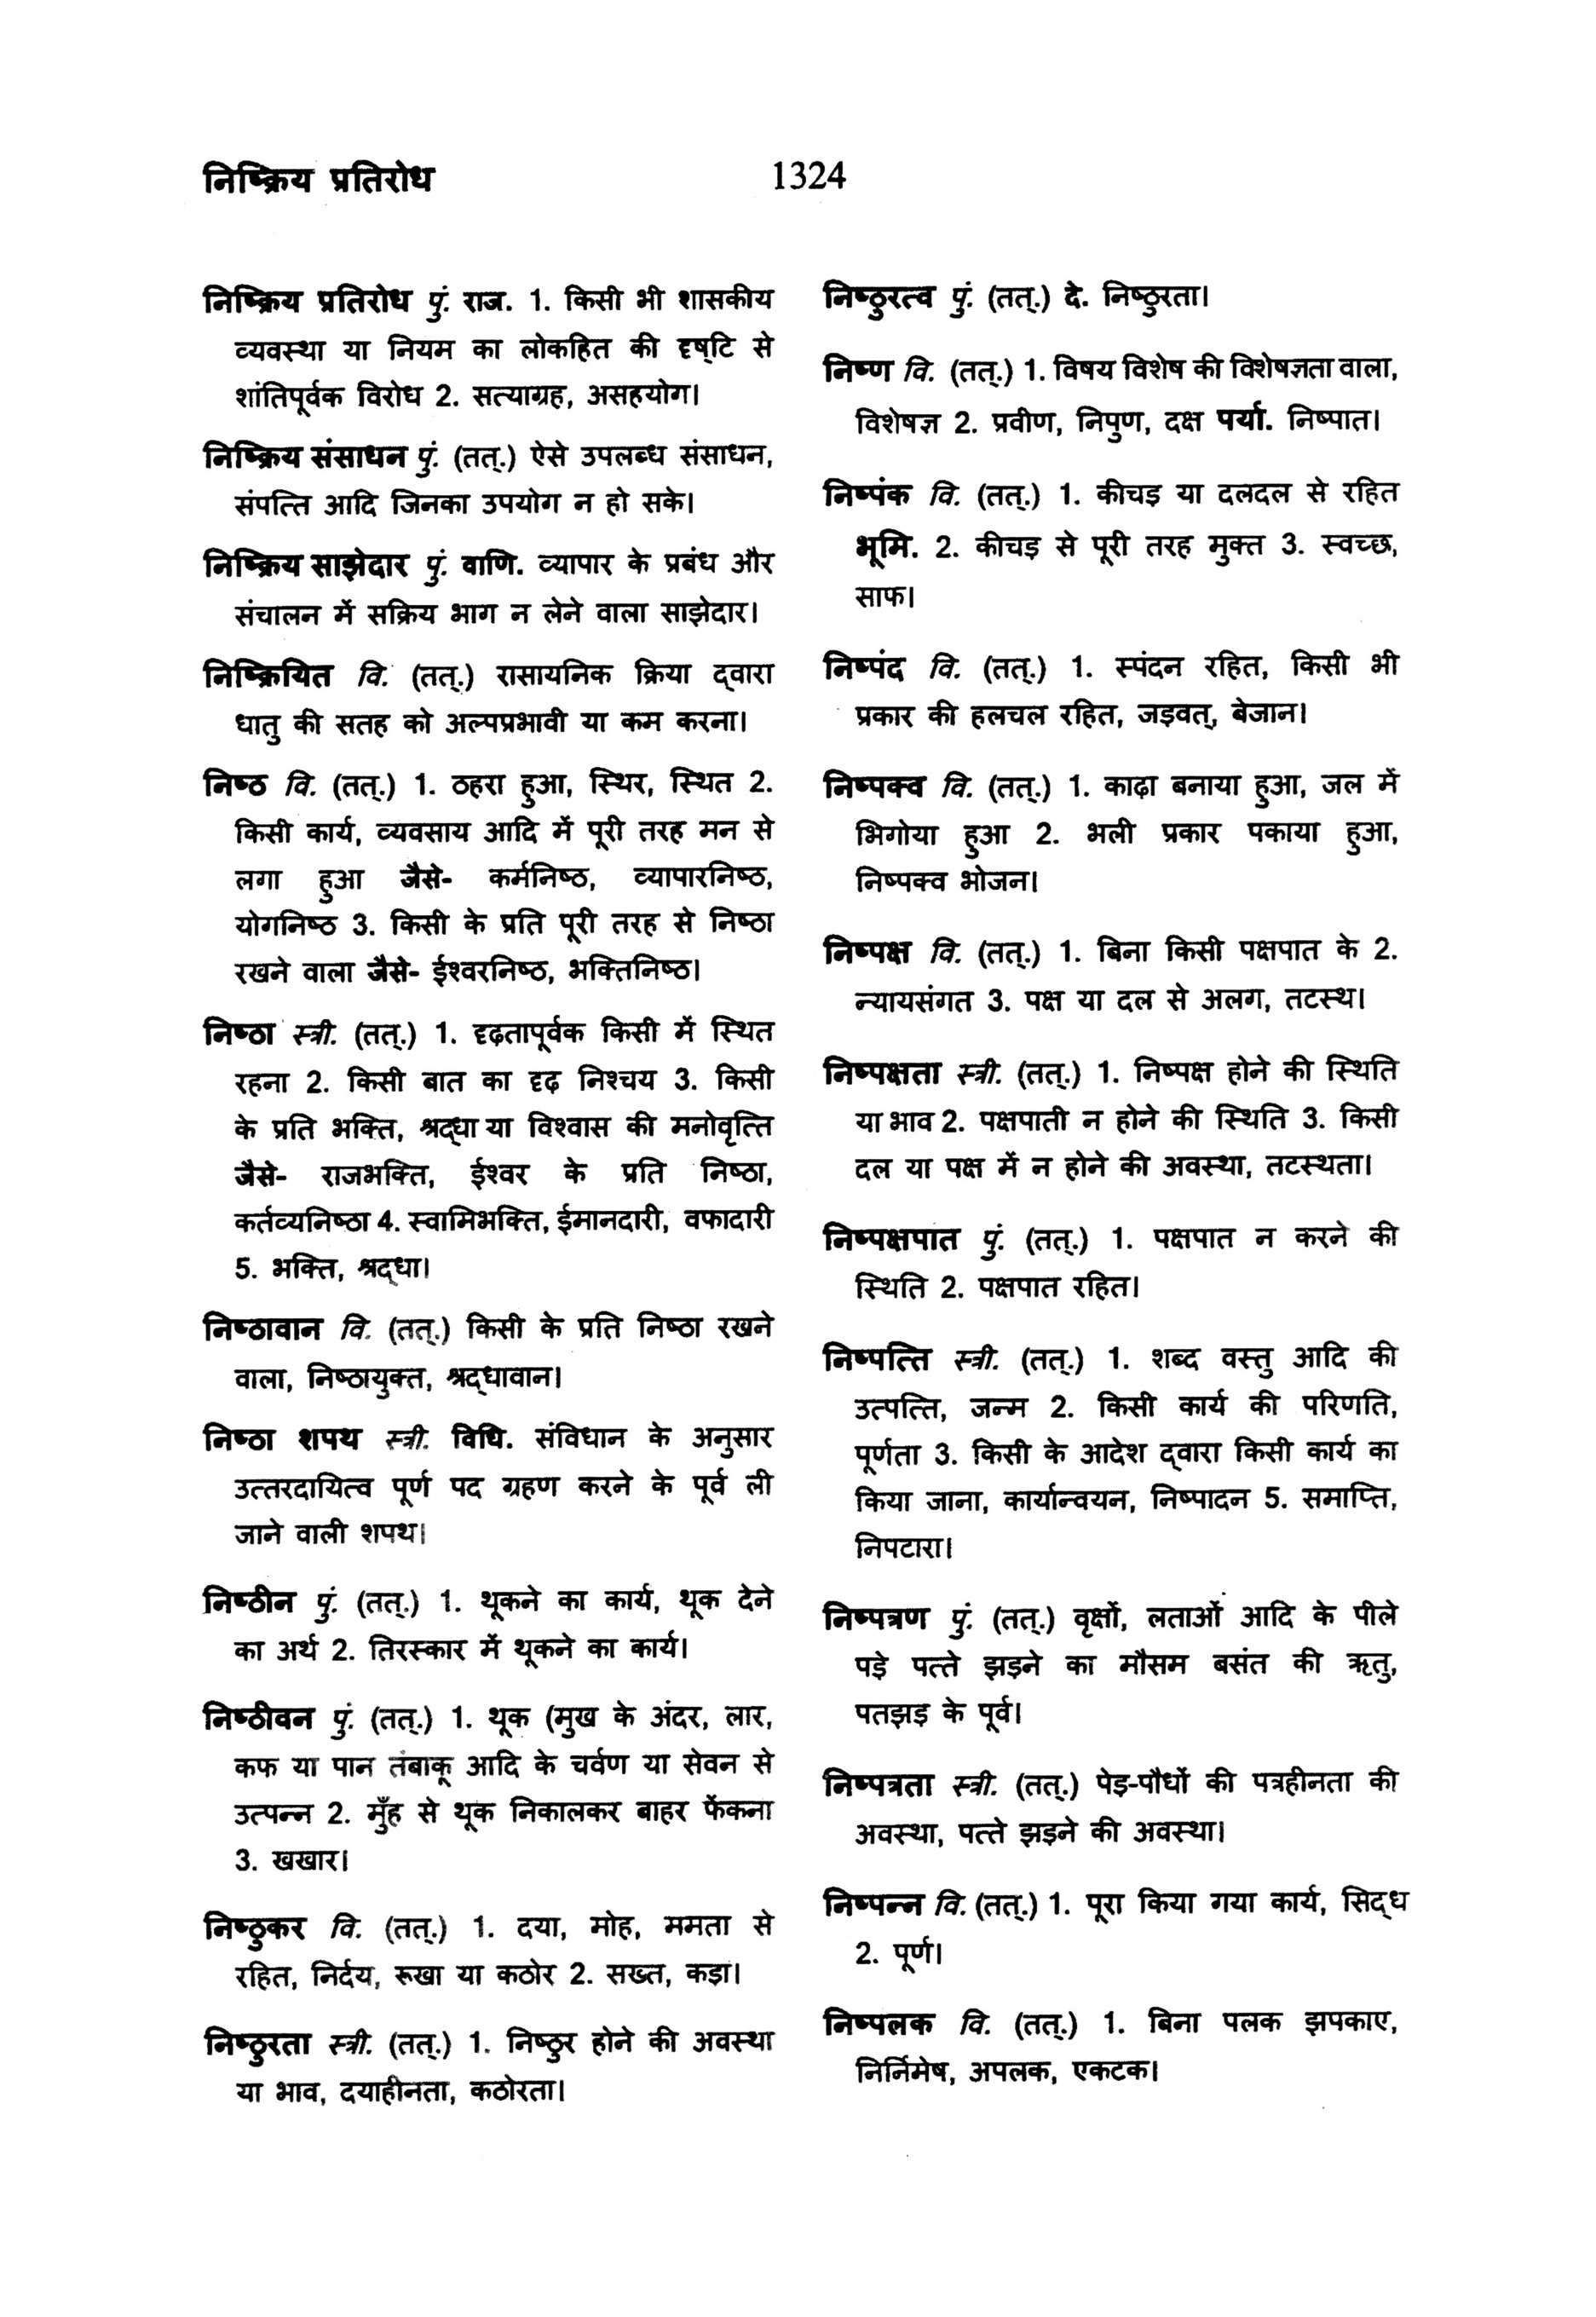 निष्क्रिय प्रतिरोध
1324
निष्क्रिय प्रतिरोध पुं. राज. 1. किसी भी शासकीय
व्यवस्था या नियम का लोकहित की दृष्टि से
शांतिपूर्वक विरोध 2. सत्याग्रह, असहयोग।
निष्क्रिय संसाधन पुं. (तत्.) ऐसे उपलब्ध संसाधन,
संपत्ति आदि जिनका उपयोग न हो सके।
निष्क्रिय साझेदार पुं. वाणि. व्यापार के प्रबंध और
संचालन में सक्रिय भाग न लेने वाला साझेदार।
निष्क्रियित वि. (तत्.) रासायनिक क्रिया द्वारा
धातु की सतह को अल्पप्रभावी या कम करना।
निष्ठ वि. (तत्.) 1. ठहरा हुआ, स्थिर, स्थित 2.
किसी कार्य, व्यवसाय आदि में पूरी तरह मन से
लगा हुआ जैसे- कर्मनिष्ठ, व्यापारनिष्ठ,
योगनिष्ठ 3. किसी के प्रति पूरी तरह से निष्ठा
रखने वाला जैसे- ईश्वरनिष्ठ, भक्तिनिष्ठ।
निष्ठा स्त्री. (तत्.) 1. दृढ़तापूर्वक किसी में स्थित
रहना 2. किसी बात का दृढ़ निश्चय 3. किसी
के प्रति भक्ति, श्रद्धा या विश्वास की मनोवृत्ति
जैसे- राजभक्ति, ईश्वर के प्रति निष्ठा,
कर्तव्यनिष्ठा 4. स्वामिभक्ति, ईमानदारी, वफादारी
5. भक्ति, श्रद्धा।
निष्ठावान वि. (तत्.) किसी के प्रति निष्ठा रखने
वाला, निष्ठायुक्त, श्रद्धावान।
निष्ठा शपथ स्त्री. विधि. संविधान के अनुसार
उत्तरदायित्व पूर्ण पद ग्रहण करने के पूर्व ली
जाने वाली शपथ।
निष्ठीन पुं. (तत्.) 1. थूकने का कार्य, थूक देने
का अर्थ 2. तिरस्कार में थूकने का कार्य।
निष्ठीवन पुं. (तत्.) 1. थूक (मुख के अंदर, लार,
कफ या पान तंबाकू आदि के चर्वण या सेवन से
उत्पन्न 2. मुँह से थूक निकालकर बाहर फेंकना
3. खखार।
निष्ठुकर वि. (तत्.) 1. दया, मोह, ममता से
रहित, निर्दय, रूखा या कठोर 2. सख्त, कड़ा।
निष्ठुरता स्त्री. (तत्.) 1. निष्ठुर होने की अवस्था
या भाव, दयाहीनता, कठोरता।
निष्ठुरत्व पुं. (तत्.) दे. निष्ठुरता।
निष्ण वि. (तत्.) 1. विषय विशेष की विशेषज्ञता वाला,
विशेषज्ञ 2. प्रवीण, निपुण, दक्ष पर्या. निष्पात।
निष्पंक वि. (तत्.) 1. कीचड़ या दलदल से रहित
भूमि. 2. कीचड़ से पूरी तरह मुक्त 3. स्वच्छ,
साफ।
निष्पंद वि. (तत्.) 1. स्पंदन रहित, किसी भी
प्रकार की हलचल रहित, जड़वत्, बेजान।
निष्पक्व वि. (तत्.) 1. काढ़ा बनाया हुआ, जल में
भिगोया हुआ 2. भली प्रकार पकाया हुआ,
निष्पक्व भोजन।
निष्पक्ष वि. (तत्.) 1. बिना किसी पक्षपात के 2.
न्यायसंगत 3. पक्ष या दल से अलग, तटस्थ।
निष्पक्षता स्त्री. (तत्.) 1. निष्पक्ष होने की स्थिति
या भाव 2. पक्षपाती न होने की स्थिति 3. किसी
दल या पक्ष में न होने की अवस्था, तटस्थता।
निष्पक्षपात पुं. (तत्.) 1. पक्षपात न करने की
स्थिति 2. पक्षपात रहित।
निष्पत्ति स्त्री. (तत्.) 1. शब्द वस्तु आदि की
उत्पत्ति, जन्म 2. किसी कार्य की परिणति,
पूर्णता 3. किसी के आदेश द्वारा किसी कार्य का
किया जाना, कार्यान्वयन, निष्पादन 5. समाप्ति,
निपटारा।
निष्पत्रण पुं. (तत्.) वृक्षों, लताओं आदि के पीले
पड़े पत्ते झड़ने का मौसम बसंत की ऋतु,
पतझड़ के पूर्व।
निष्पत्रता स्त्री. (तत्.) पेड़-पौधों की पत्रहीनता की
अवस्था, पत्ते झड़ने की अवस्था।
निष्पन्न वि. (तत्.) 1. पूरा किया गया कार्य, सिद्ध
2. पूर्ण।
निष्पलक वि. (तत्.) 1. बिना पलक झपकाए,
निर्निमेष, अपलक, एकटक।